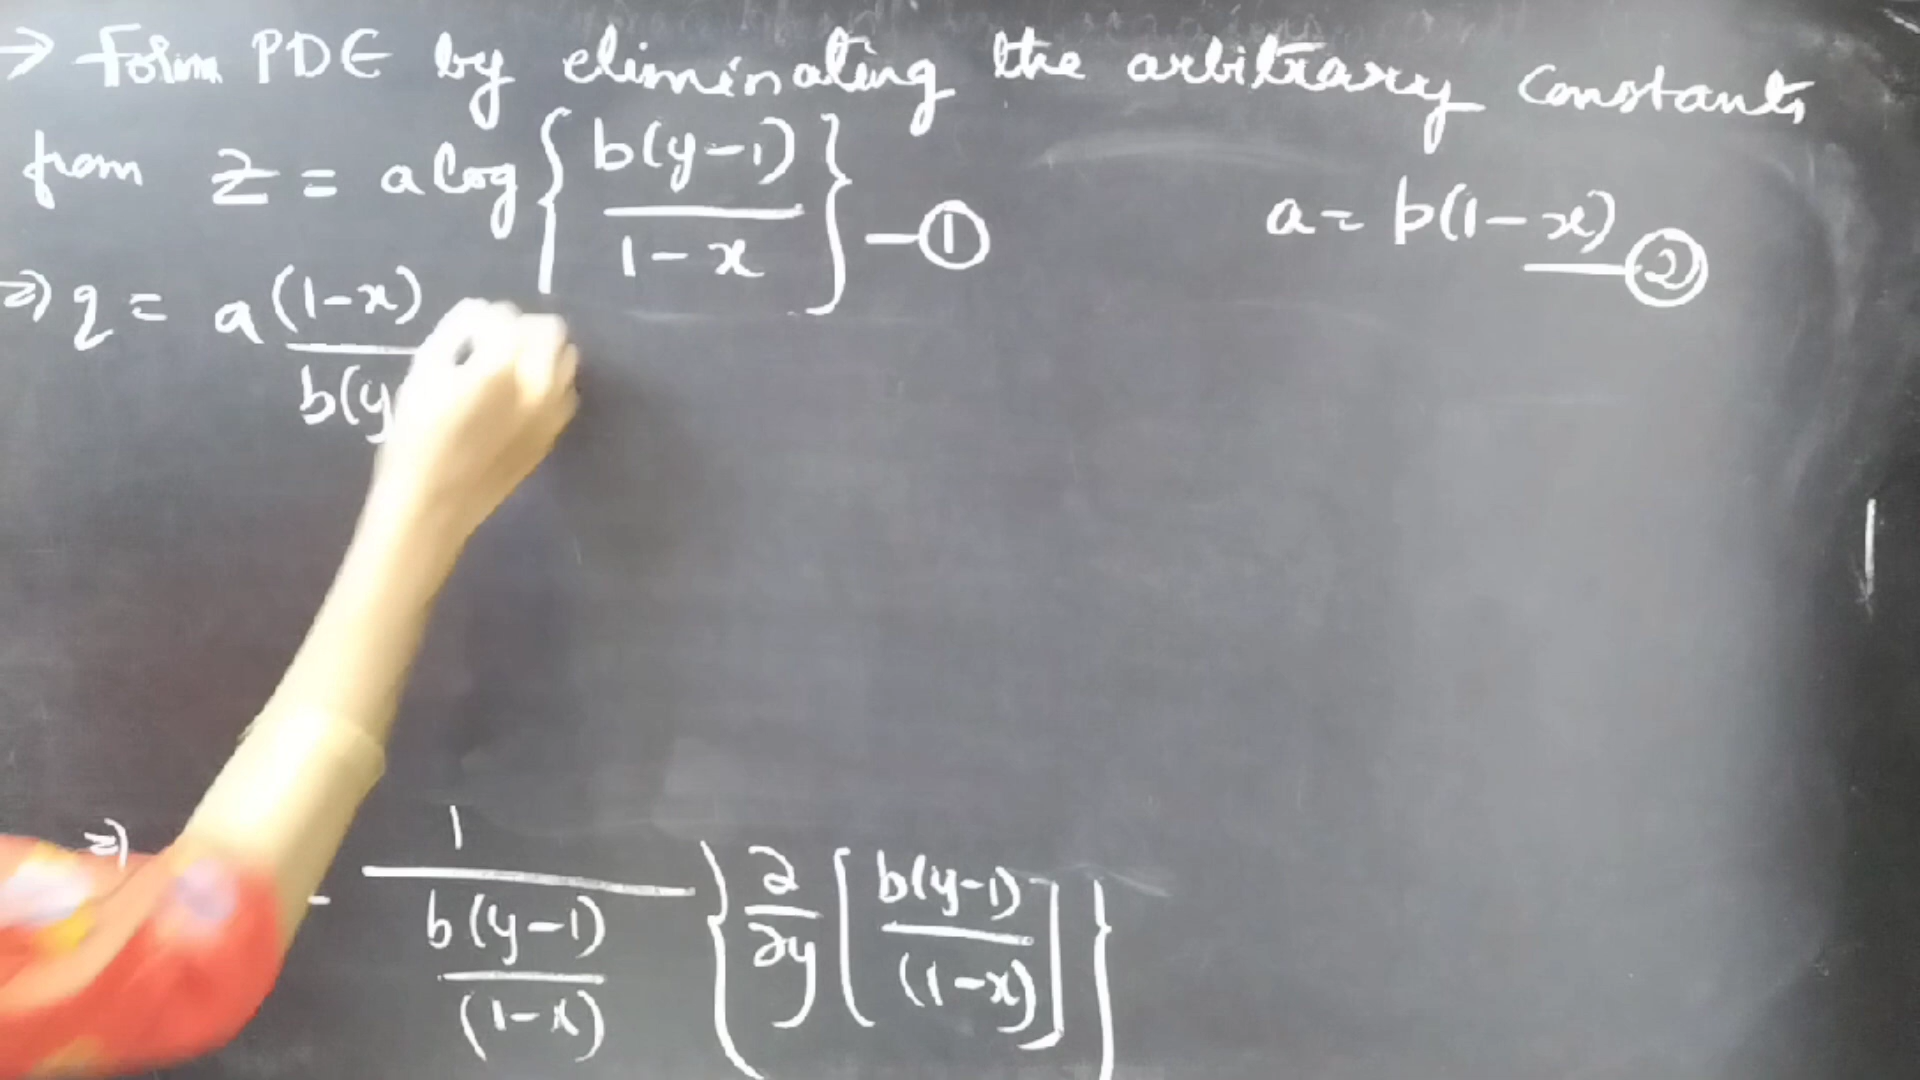 → Form PDE by eliminating the arbitrary constants
from z = a log { b(y-1) / 1-x } —①
a = b(1-x) —②
⇒ q = a (1-x) / b(y
⇒ 1 / b(y-1) / (1-x) { ∂/∂y [ b(y-1) / (1-x) ] }